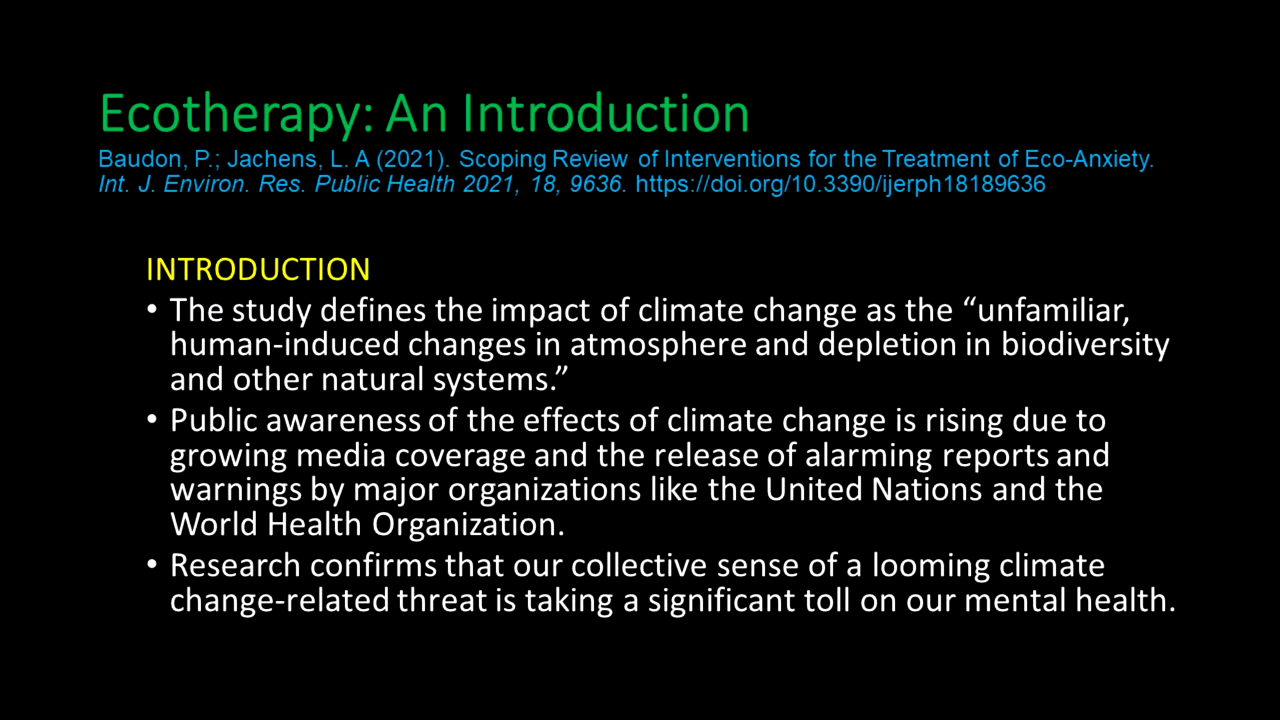 Ecotherapy: An Introduction
Baudon, P.; Jachens, L. A (2021). Scoping Review of Interventions for the Treatment of Eco-Anxiety.
Int. J. Environ. Res. Public Health 2021, 18, 9636. https://doi.org/10.3390/ijerph18189636
INTRODUCTION
• The study defines the impact of climate change as the “unfamiliar,
human-induced changes in atmosphere and depletion in biodiversity
and other natural systems.”
• Public awareness of the effects of climate change is rising due to
growing media coverage and the release of alarming reports and
warnings by major organizations like the United Nations and the
World Health Organization.
• Research confirms that our collective sense of a looming climate
change-related threat is taking a significant toll on our mental health.